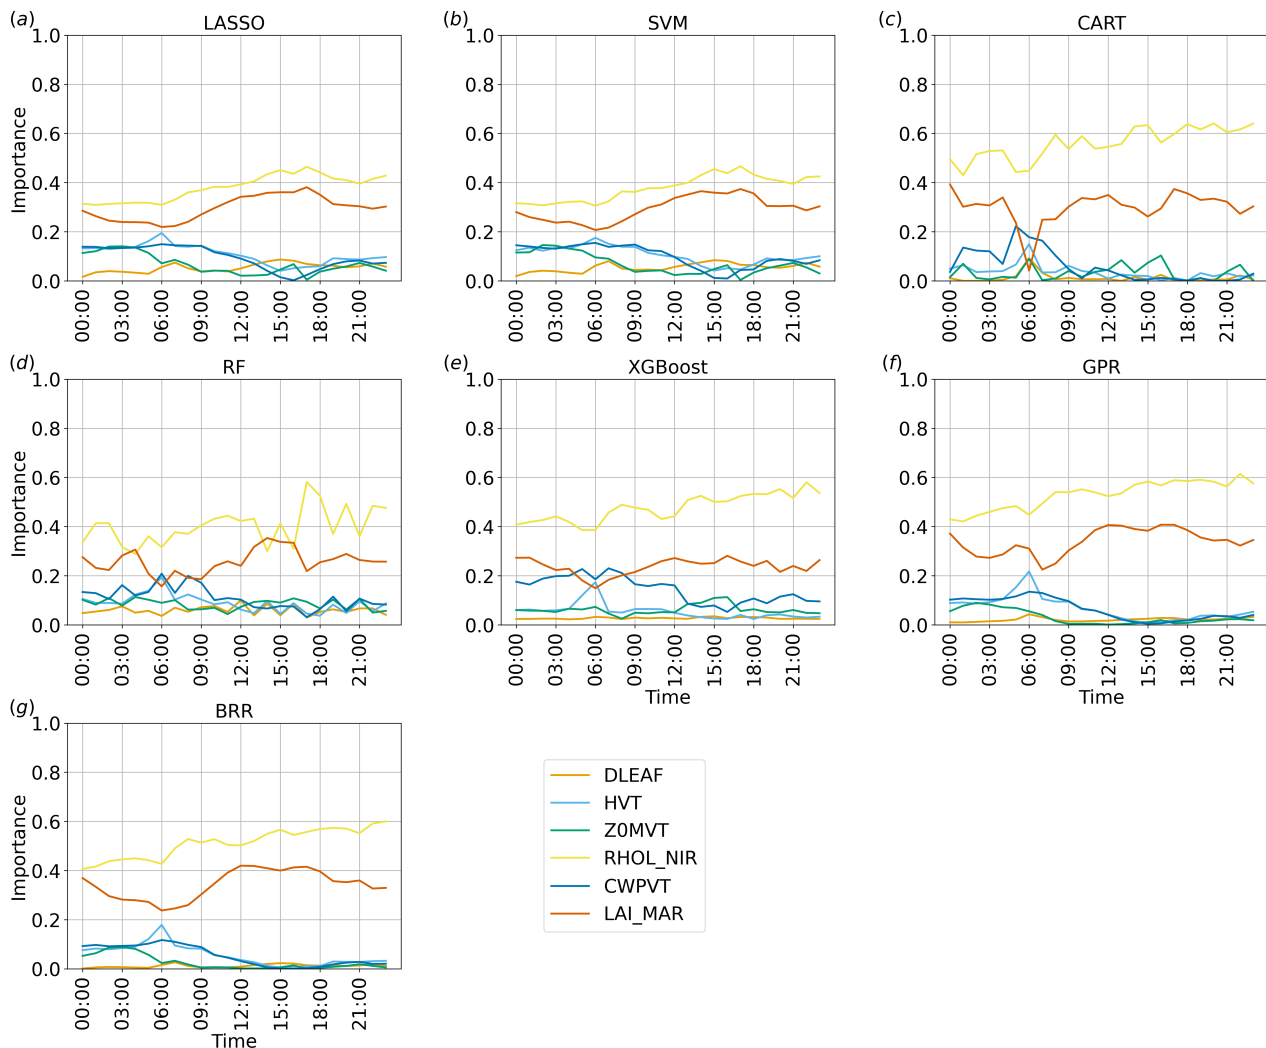 (a) LASSO
(b) SVM
(c) CART
1.0 0.8 0.6 0.4 0.2 0.0
Importance
00:00 03:00 06:00 09:00 12:00 15:00 18:00 21:00
1.0 0.8 0.6 0.4 0.2 0.0
00:00 03:00 06:00 09:00 12:00 15:00 18:00 21:00
1.0 0.8 0.6 0.4 0.2 0.0
00:00 03:00 06:00 09:00 12:00 15:00 18:00 21:00
(d) RF
(e) XGBoost
(f) GPR
1.0 0.8 0.6 0.4 0.2 0.0
Importance
00:00 03:00 06:00 09:00 12:00 15:00 18:00 21:00
1.0 0.8 0.6 0.4 0.2 0.0
00:00 03:00 06:00 09:00 12:00 15:00 18:00 21:00
Time
1.0 0.8 0.6 0.4 0.2 0.0
00:00 03:00 06:00 09:00 12:00 15:00 18:00 21:00
Time
(g) BRR
1.0 0.8 0.6 0.4 0.2 0.0
Importance
00:00 03:00 06:00 09:00 12:00 15:00 18:00 21:00
Time
DLEAF
HVT
Z0MVT
RHOL_NIR
CWPVT
LAI_MAR